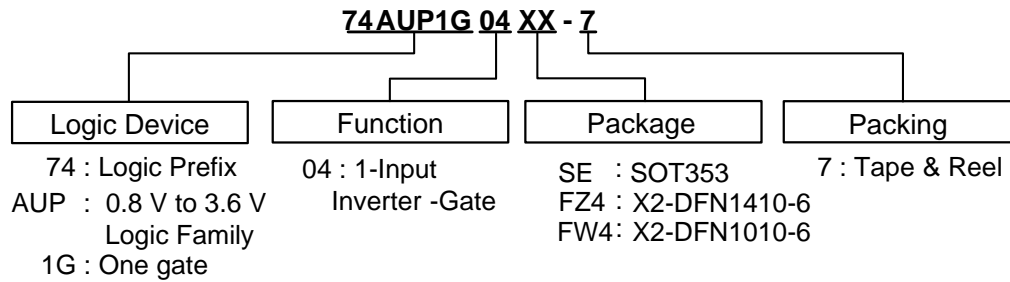 74AUP1G 04 XX - 7
Logic Device
74 : Logic Prefix
AUP : 0.8 V to 3.6 V
Logic Family
1G : One gate
Function
04 : 1-Input
Inverter -Gate
Package
SE : SOT353
FZ4 : X2-DFN1410-6
FW4: X2-DFN1010-6
Packing
7 : Tape & Reel